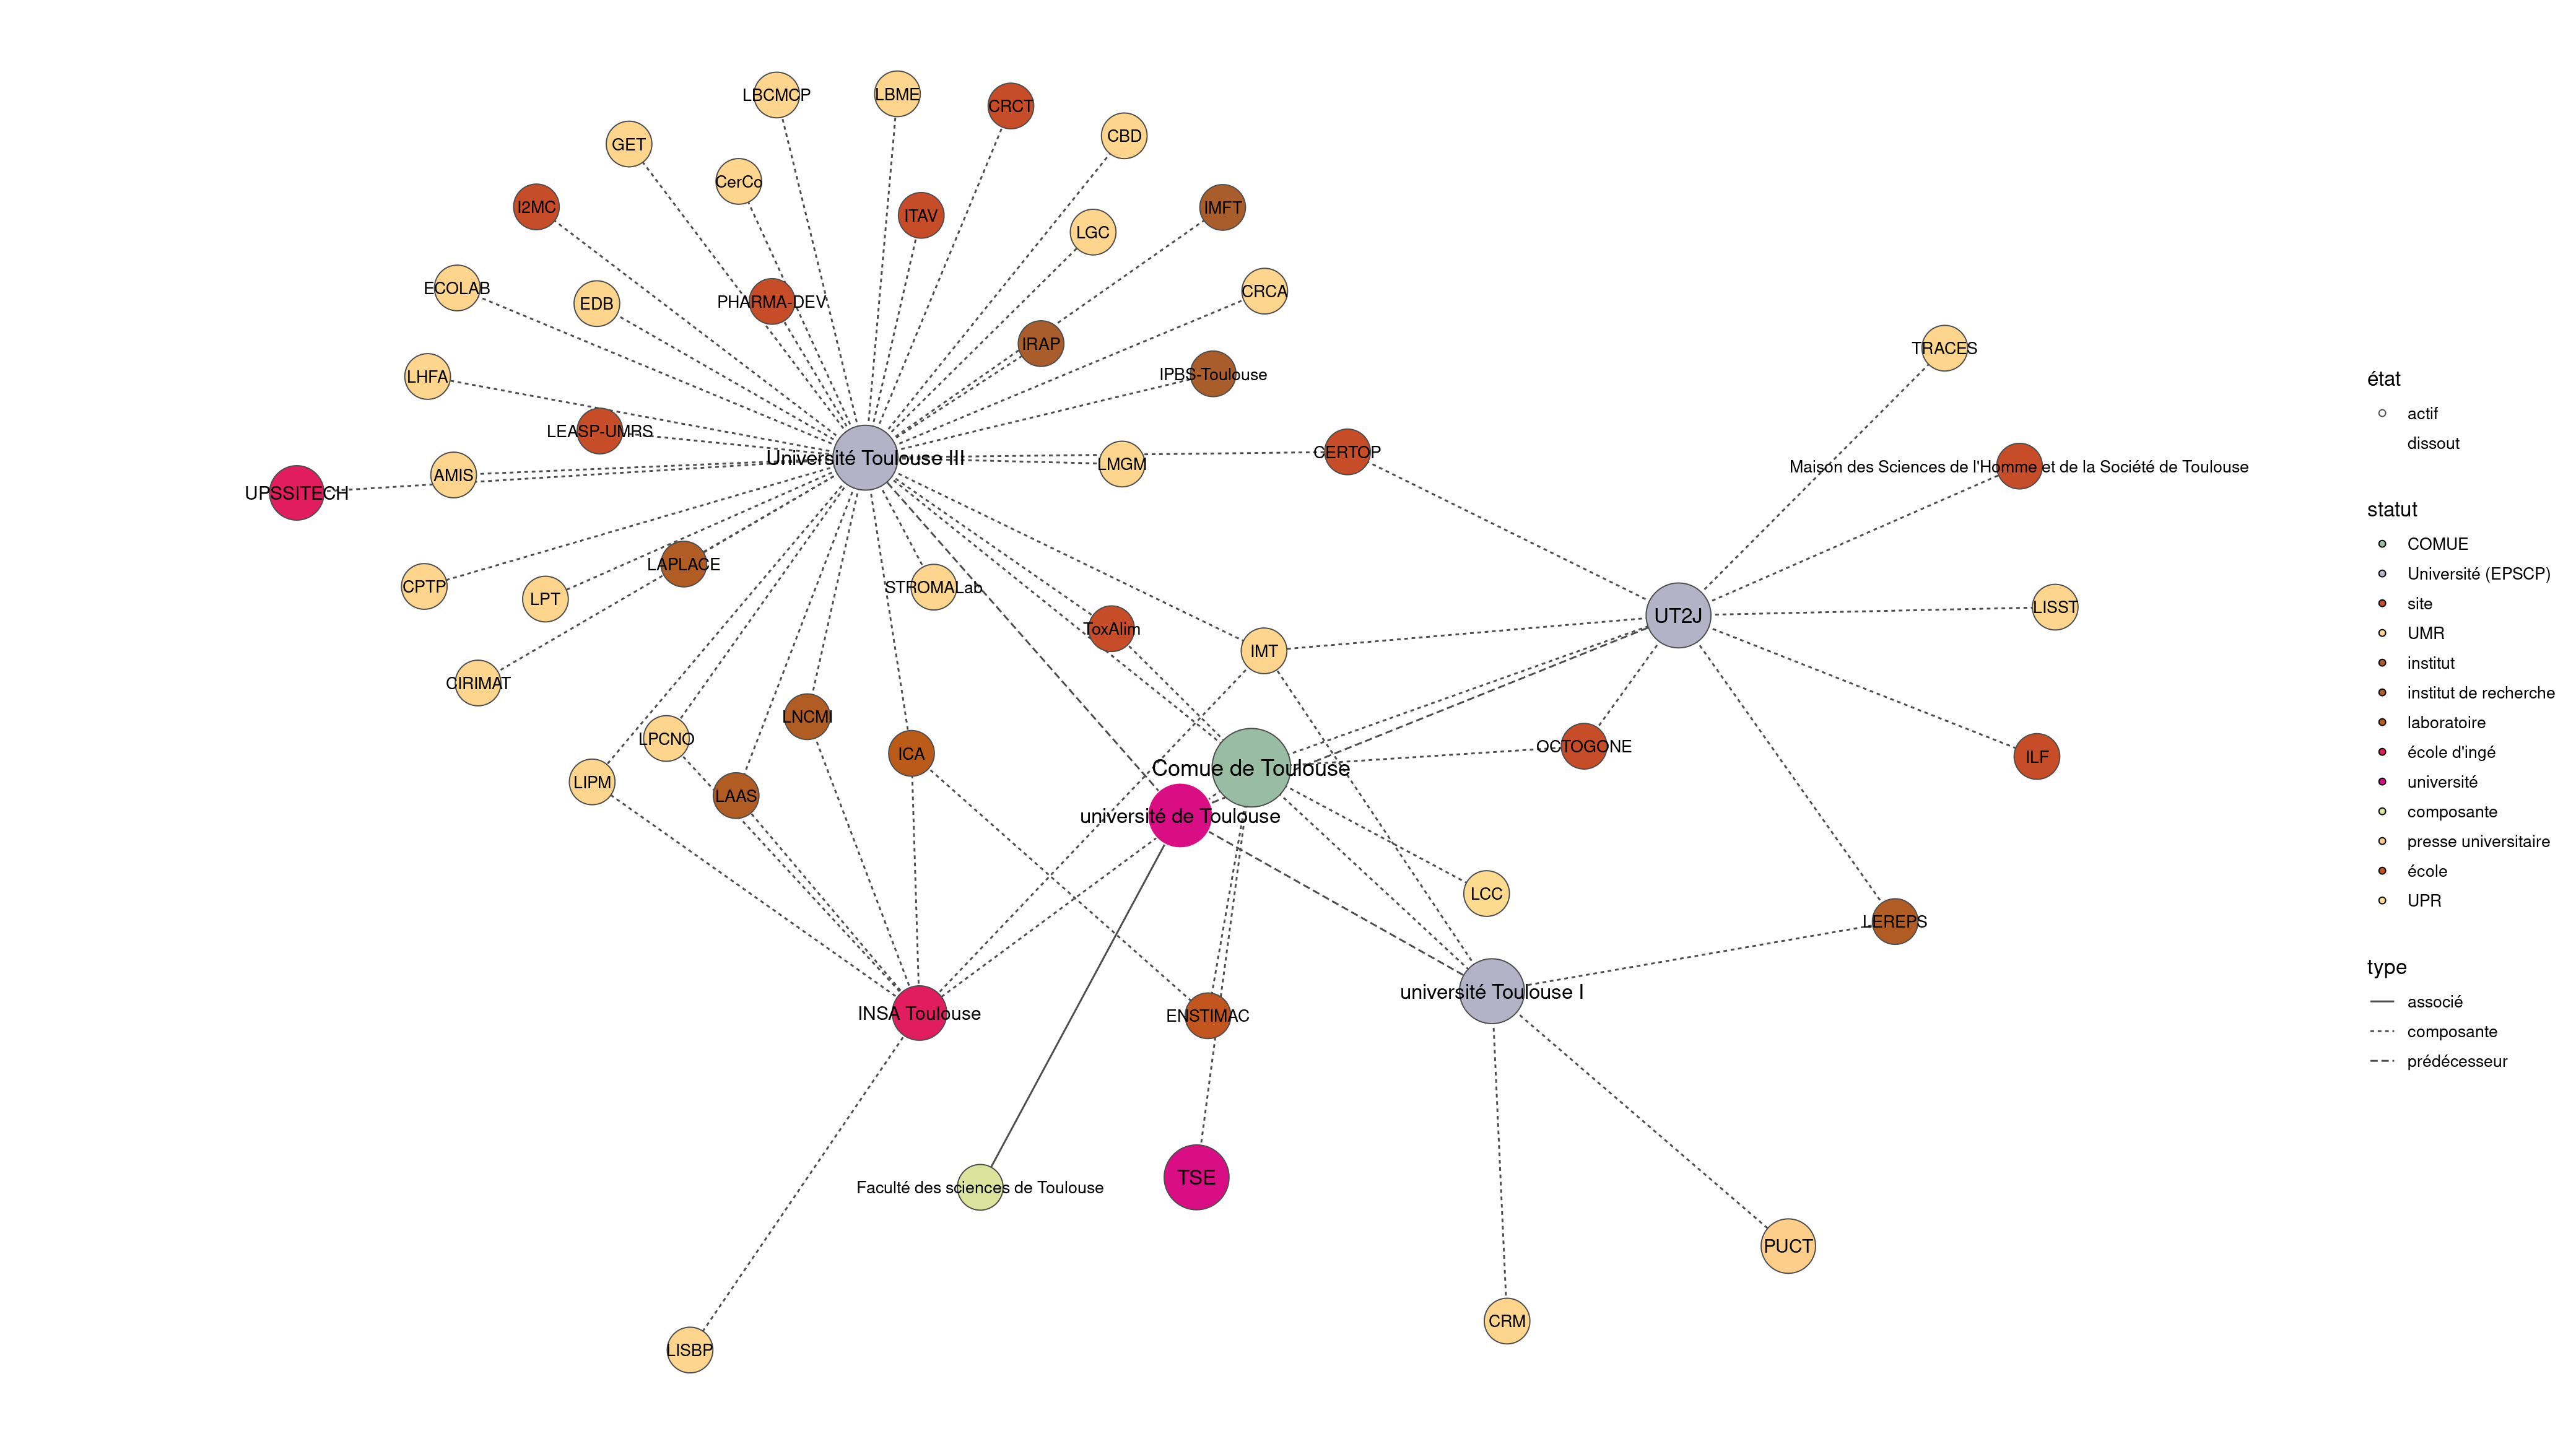 LBCMCP
LBME
CRCT
CBD
GET
CerCo
I2MC
ITAV
LGC
IMFT
ECOLAB
EDB
PHARMA-DEV
CRCA
IRAP
TRACES
LHFA
IPBS-Toulouse
LEASP-UMRS
Université Toulouse III
CERTOP
LMGM
Maison des Sciences de l'Homme et de la Société de Toulouse
AMIS
UPSSITECH
LAPLACE
CPTP
LPT
STROMALab
LISST
UT2J
ToxAlim
IMT
CIRIMAT
LNCMI
LPCNO
ICA
OCTOGONE
ILF
Comue de Toulouse
LIPM
LAAS
université de Toulouse
LCC
LEREPS
université Toulouse I
INSA Toulouse
ENSTIMAC
TSE
Faculté des sciences de Toulouse
PUCT
CRM
LISBP
état
actif
dissout
statut
COMUE
Université (EPSCP)
site
UMR
institut
institut de recherche
laboratoire
école d'ingé
université
composante
presse universitaire
école
UPR
type
associé
composante
prédécesseur